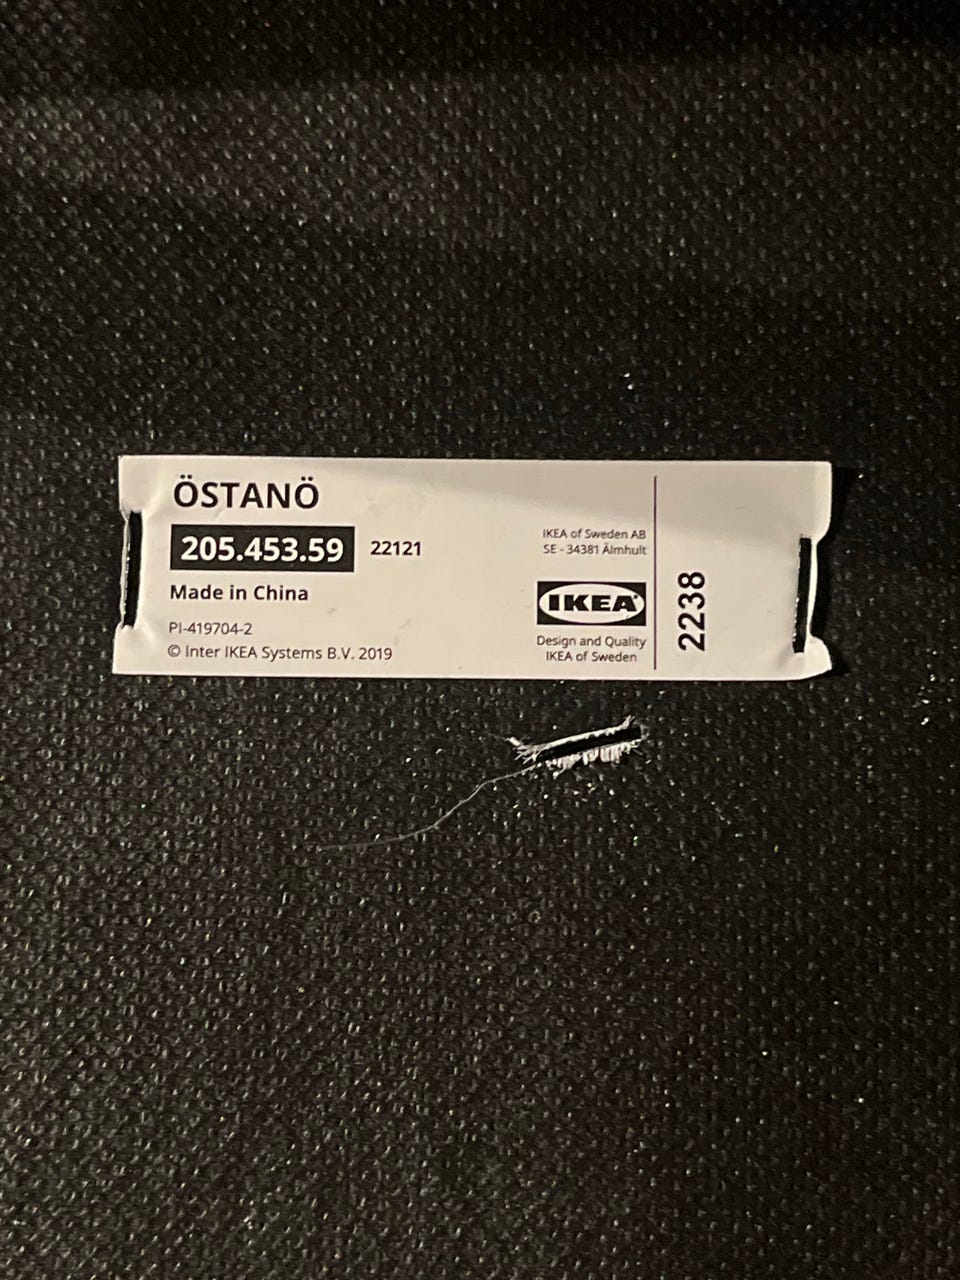 ÖSTANÖ
205.453.59 22121
Made in China
PI-419704-2
© Inter IKEA Systems B.V. 2019
IKEA of Sweden AB
SE - 34381 Älmhult
IKEA®
Design and Quality
IKEA of Sweden
2238